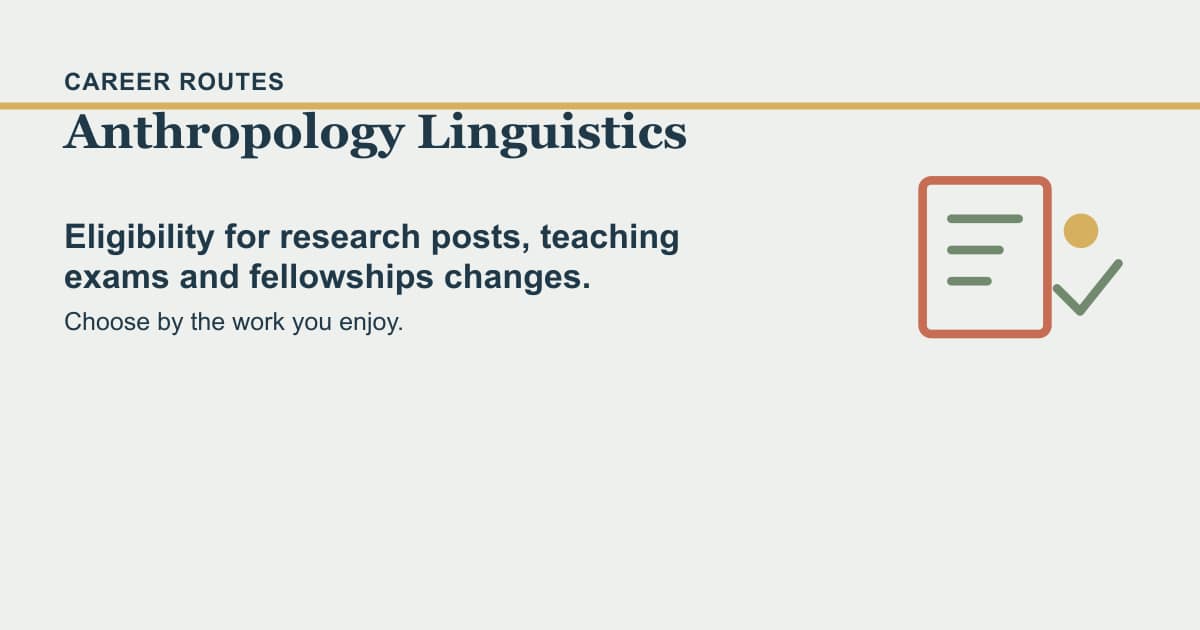 CAREER ROUTES
Anthropology Linguistics
Eligibility for research posts, teaching
exams and fellowships changes.
Choose by the work you enjoy.